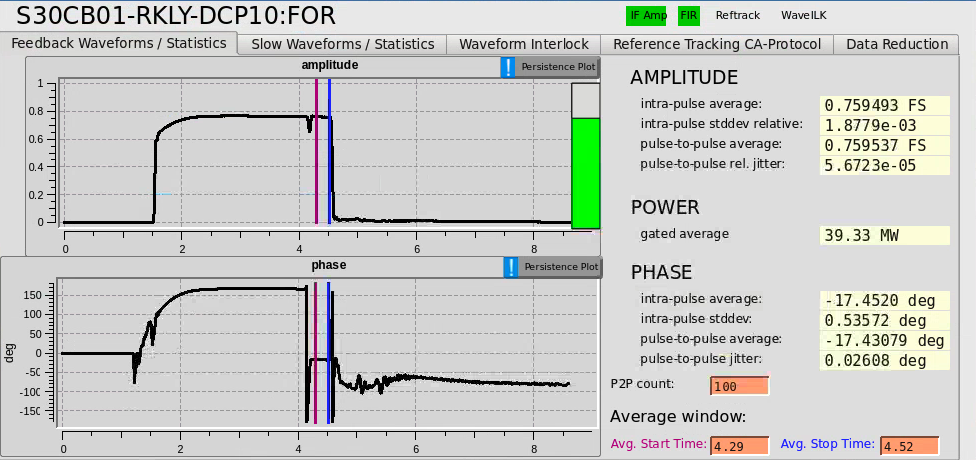 S30CB01-RKLY-DCP10:FOR
IF Amp FIR Reftrack WaveILK
Feedback Waveforms / Statistics Slow Waveforms / Statistics Waveform Interlock Reference Tracking CA-Protocol Data Reduction
amplitude
! Persistence Plot
1
0.8
0.6
0.4
0.2
0
0 2 4 6 8
phase
! Persistence Plot
deg
150
100
50
0
-50
-100
-150
0 2 4 6 8
AMPLITUDE
intra-pulse average: 0.759493 FS
intra-pulse stddev relative: 1.8779e-03
pulse-to-pulse average: 0.759537 FS
pulse-to-pulse rel. jitter: 5.6723e-05
POWER
gated average 39.33 MW
PHASE
intra-pulse average: -17.4520 deg
intra-pulse stddev: 0.53572 deg
pulse-to-pulse average: -17.43079 deg
pulse-to-pulse jitter: 0.02608 deg
P2P count: 100
Average window:
Avg. Start Time: 4.29 Avg. Stop Time: 4.52